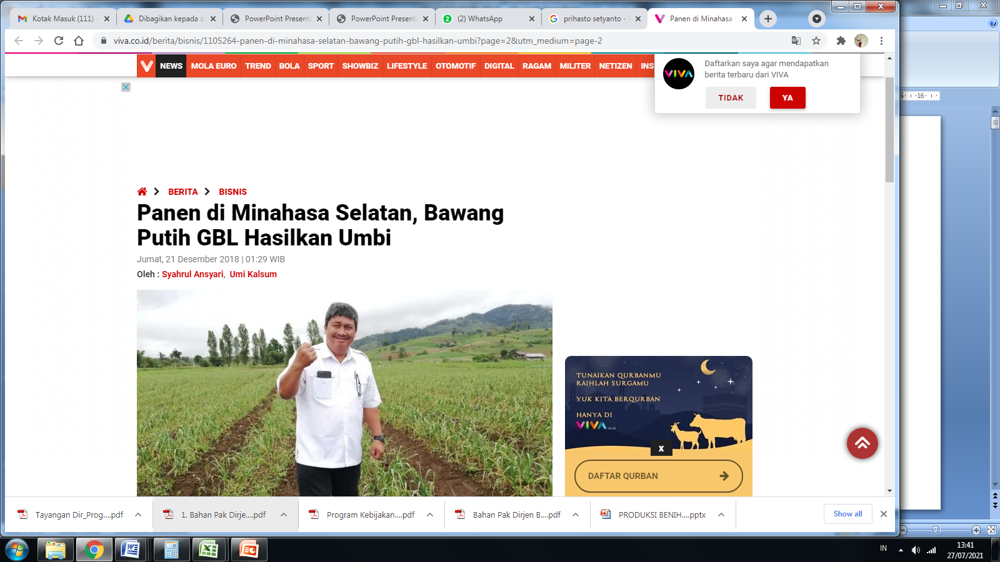 Kotak Masuk (111) -
Dibagikan kepada s
PowerPoint Present
PowerPoint Present
(2) WhatsApp
prihasto setyanto -
Panen di Minahasa
viva.co.id/berita/bisnis/1105264-panen-di-minahasa-selatan-bawang-putih-gbl-hasilkan-umbi?page=2&utm_medium=page-2
NEWS MOLA EURO TREND BOLA SPORT SHOWBIZ LIFESTYLE OTOMOTIF DIGITAL RAGAM MILITER NETIZEN INS
VIVA
Daftarkan saya agar mendapatkan
berita terbaru dari VIVA
TIDAK
YA
16
BERITA
BISNIS
Panen di Minahasa Selatan, Bawang
Putih GBL Hasilkan Umbi
Jumat, 21 Desember 2018 | 01:29 WIB
Oleh : Syahrul Ansyari, Umi Kalsum
TUNAIKAN QURBANMU
RAIHLAH SURGAMU
YUK KITA BERQURBAN
HANYA DI
VIVA.co.id
X
DAFTAR QURBAN
Tayangan Dir_Prog....pdf
1. Bahan Pak Dirje....pdf
Program Kebijakan....pdf
Bahan Pak Dirjen B....pdf
PRODUKSI BENIH....pptx
Show all
IN
13:41
27/07/2021